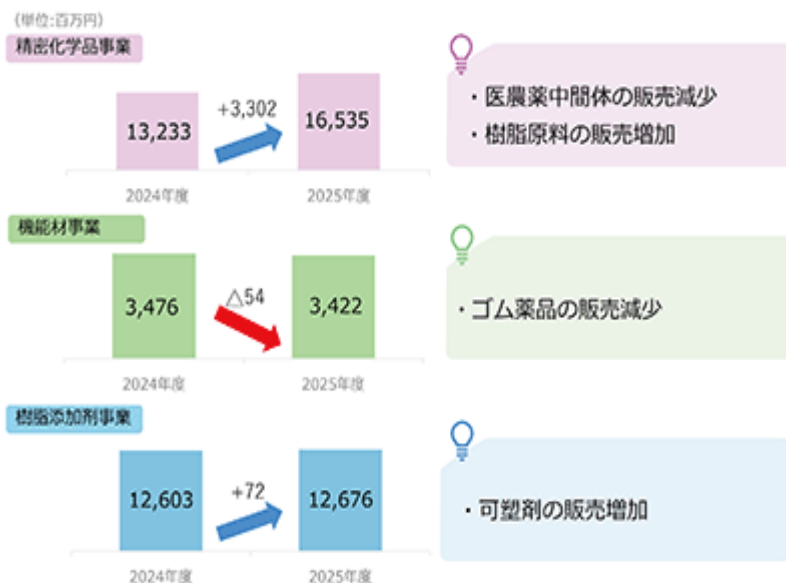 （単位:百万円）
精密化学品事業
13,233
+3,302
16,535
2024年度
2025年度
・医農薬中間体の販売減少
・樹脂原料の販売増加
機能材事業
3,476
△54
3,422
2024年度
2025年度
・ゴム薬品の販売減少
樹脂添加剤事業
12,603
+72
12,676
2024年度
2025年度
・可塑剤の販売増加